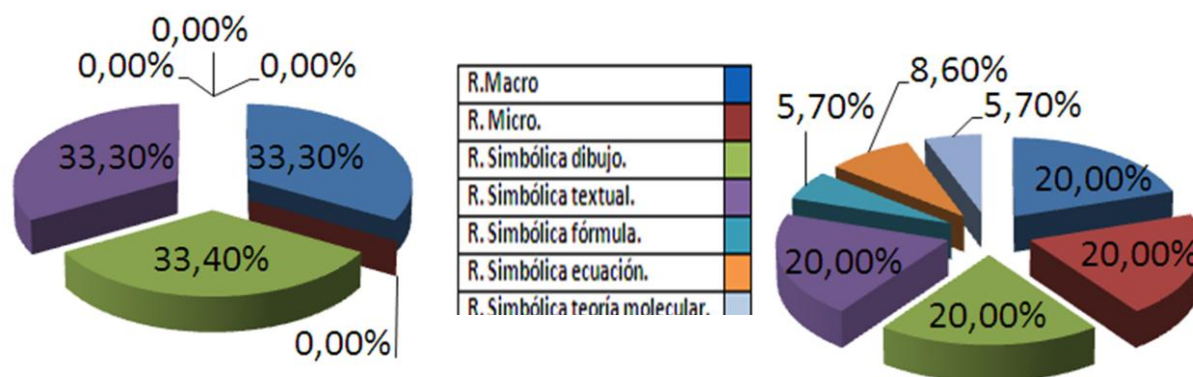 0,00%
0,00%
0,00%
33,30%
33,30%
33,40%
0,00%
R.Macro
R. Micro.
R. Simbólica dibujo.
R. Simbólica textual.
R. Simbólica fórmula.
R. Simbólica ecuación.
R. Simbólica teoría molecular.
8,60%
5,70%
5,70%
20,00%
20,00%
20,00%
20,00%